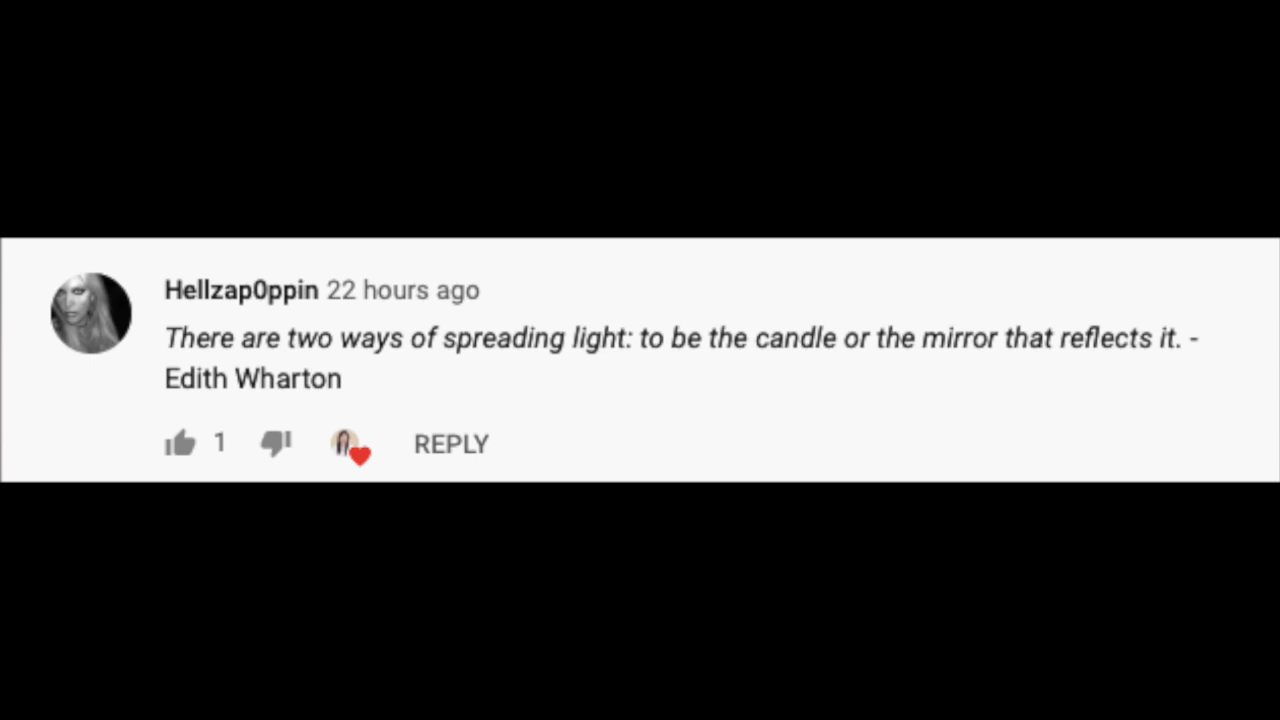 Hellzap0ppin 22 hours ago
There are two ways of spreading light: to be the candle or the mirror that reflects it. -
Edith Wharton
1 REPLY